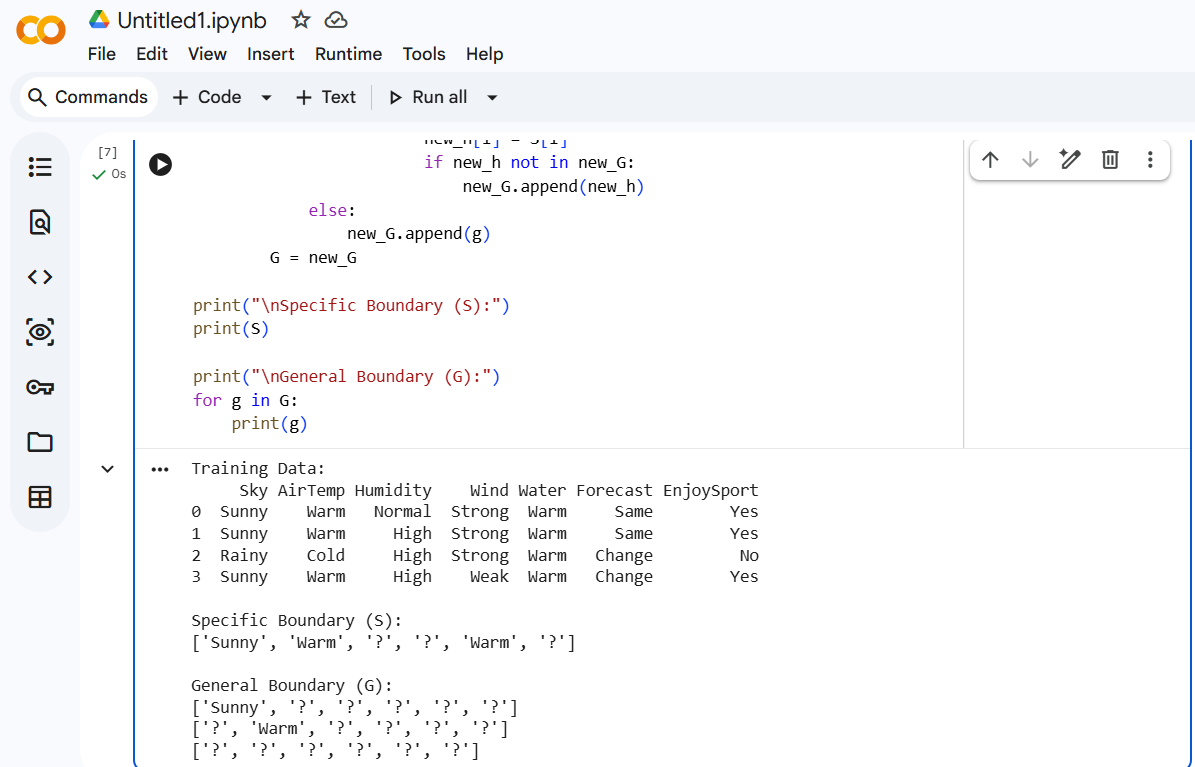 Untitled1.ipynb
File Edit View Insert Runtime Tools Help
Commands + Code + Text Run all
[7]
0s
new_h[i] = S[i]
if new_h not in new_G:
new_G.append(new_h)
else:
new_G.append(g)
G = new_G
print("\nSpecific Boundary (S):")
print(S)
print("\nGeneral Boundary (G):")
for g in G:
print(g)
Training Data:
Sky AirTemp Humidity Wind Water Forecast EnjoySport
0 Sunny Warm Normal Strong Warm Same Yes
1 Sunny Warm High Strong Warm Same Yes
2 Rainy Cold High Strong Warm Change No
3 Sunny Warm High Weak Warm Change Yes
Specific Boundary (S):
['Sunny', 'Warm', '?', '?', 'Warm', '?']
General Boundary (G):
['Sunny', '?', '?', '?', '?', '?']
['?', 'Warm', '?', '?', '?', '?']
['?', '?', '?', '?', '?', '?']